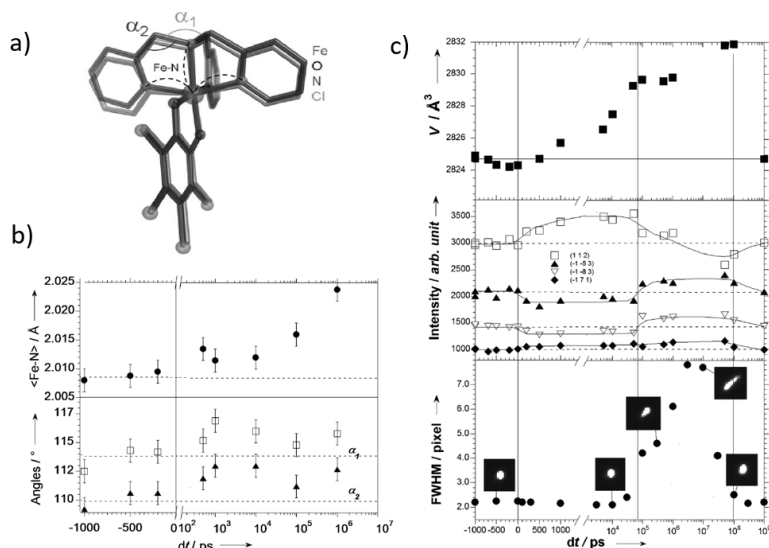 a)
α₂
α₁
Fe-N
Fe
O
N
Cl
b)
<Fe-N> / Å
2.025
2.020
2.015
2.010
2.005
Angles / °
117
115
112
110
α₁
α₂
-1000
-500
0
10²
10³
10⁴
10⁵
10⁶
10⁷
dt / ps
c)
V / Å³
2832
2830
2828
2826
2824
Intensity / arb. unit
3500
3000
2500
2000
1500
1000
(1 1 2)
(-1 -5 3)
(-1 -8 3)
(-1 7 1)
FWHM / pixel
7.0
6.0
5.0
4.0
3.0
2.0
-1000
-500
0
500
1000
10⁴
10⁵
10⁶
10⁷
10⁸
10⁹
dt / ps